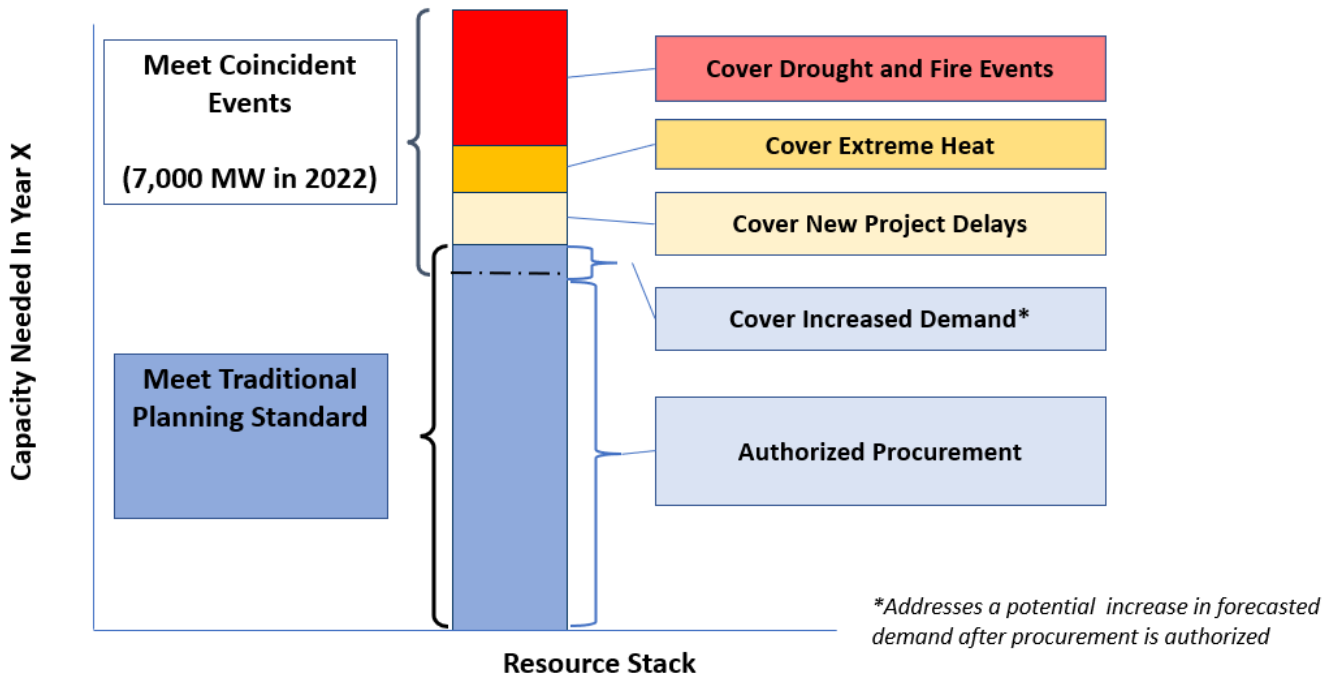 Capacity Needed In Year X
Meet Coincident
Events
(7,000 MW in 2022)
Meet Traditional
Planning Standard
Cover Drought and Fire Events
Cover Extreme Heat
Cover New Project Delays
Cover Increased Demand*
Authorized Procurement
*Addresses a potential increase in forecasted
demand after procurement is authorized
Resource Stack